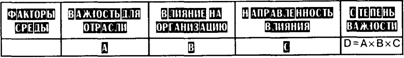 ФАКТОРЫ СРЕДЫ
ВАЖНОСТЬ ДЛЯ ОТРАСЛИ
ВЛИЯНИЕ НА ОРГАНИЗАЦИЮ
НАПРАВЛЕННОСТЬ ВЛИЯНИЯ
СТЕПЕНЬ ВАЖНОСТИ
A
B
C
D=A×B×C